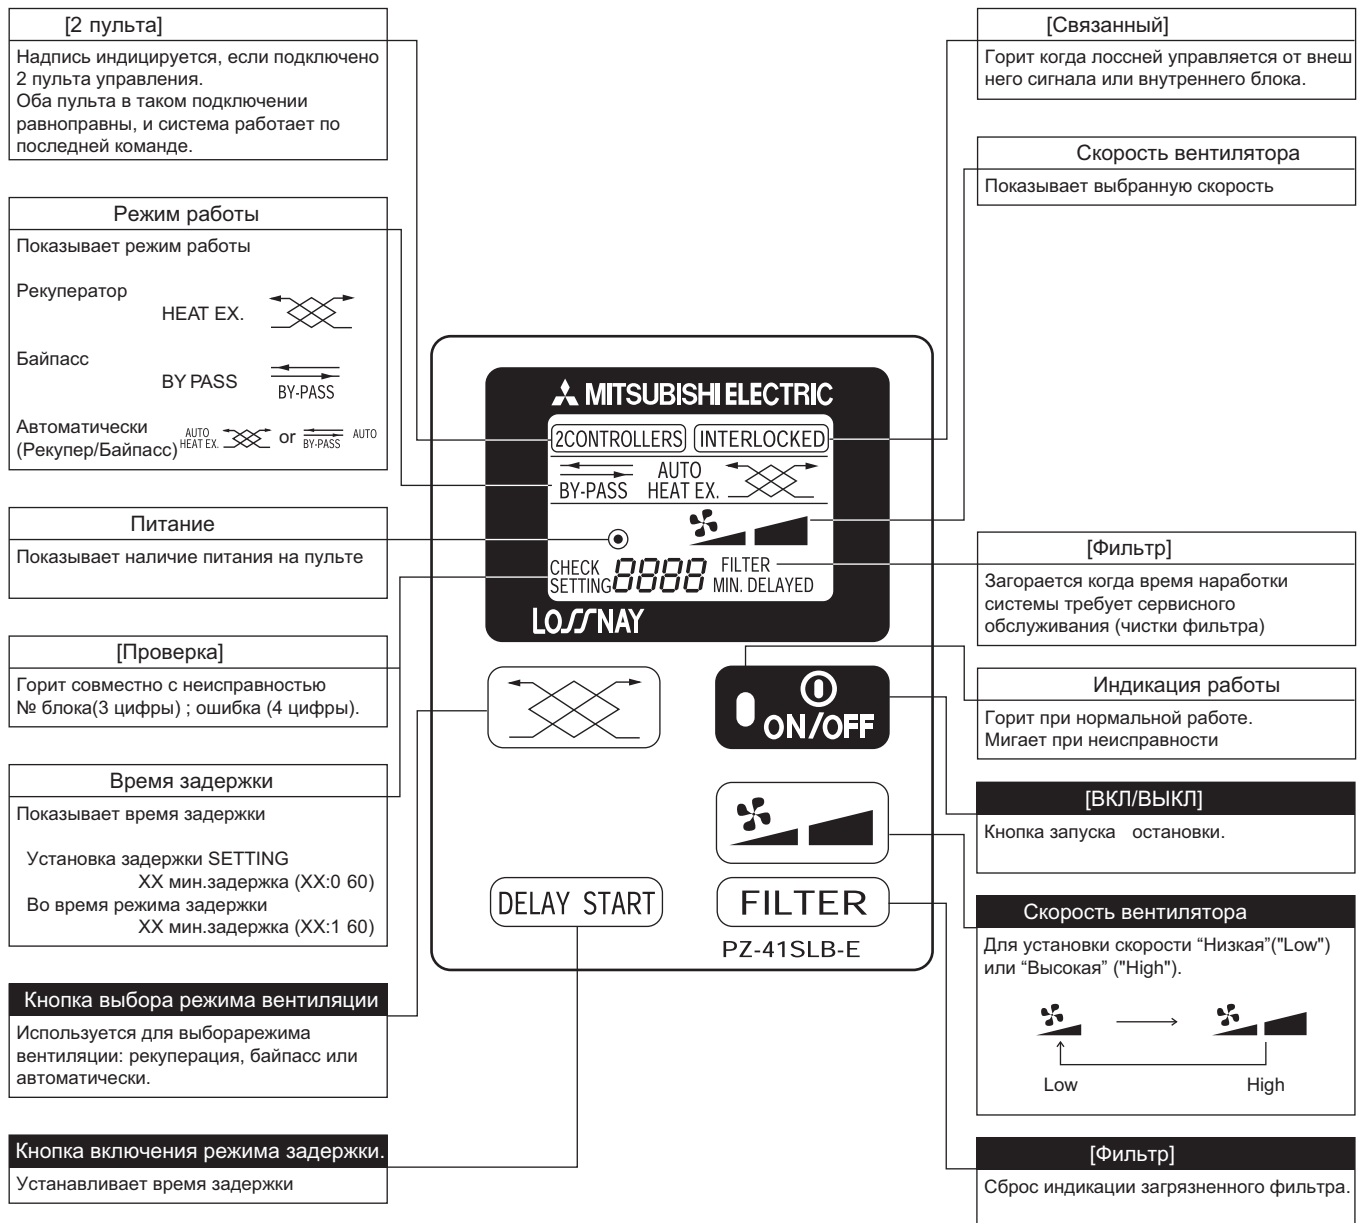 [2 пульта]
Надпись индицируется, если подключено
2 пульта управления.
Оба пульта в таком подключении
равноправны, и система работает по
последней команде.
Режим работы
Показывает режим работы
Рекуператор
HEAT EX.
Байпасс
BY PASS
BY-PASS
Автоматически
(Рекупер/Байпасс) AUTO HEAT EX. or BY-PASS AUTO
Питание
Показывает наличие питания на пульте
[Проверка]
Горит совместно с неисправностью
№ блока(3 цифры) ; ошибка (4 цифры).
Время задержки
Показывает время задержки
Установка задержки SETTING
XX мин.задержка (XX:0 60)
Во время режима задержки
XX мин.задержка (XX:1 60)
Кнопка выбора режима вентиляции
Используется для выборарежима
вентиляции: рекуперация, байпасс или
автоматически.
Кнопка включения режима задержки.
Устанавливает время задержки
MITSUBISHI ELECTRIC
2CONTROLLERS INTERLOCKED
BY-PASS AUTO HEAT EX.
CHECK SETTING 8888 FILTER MIN. DELAYED
LOSSNAY
ON/OFF
DELAY START
FILTER
PZ-41SLB-E
[Связанный]
Горит когда лоссней управляется от внеш
него сигнала или внутреннего блока.
Скорость вентилятора
Показывает выбранную скорость
[Фильтр]
Загорается когда время наработки
системы требует сервисного
обслуживания (чистки фильтра)
Индикация работы
Горит при нормальной работе.
Мигает при неисправности
[ВКЛ/ВЫКЛ]
Кнопка запуска остановки.
Скорость вентилятора
Для установки скорости “Низкая”("Low")
или “Высокая” ("High").
Low High
[Фильтр]
Сброс индикации загрязненного фильтра.